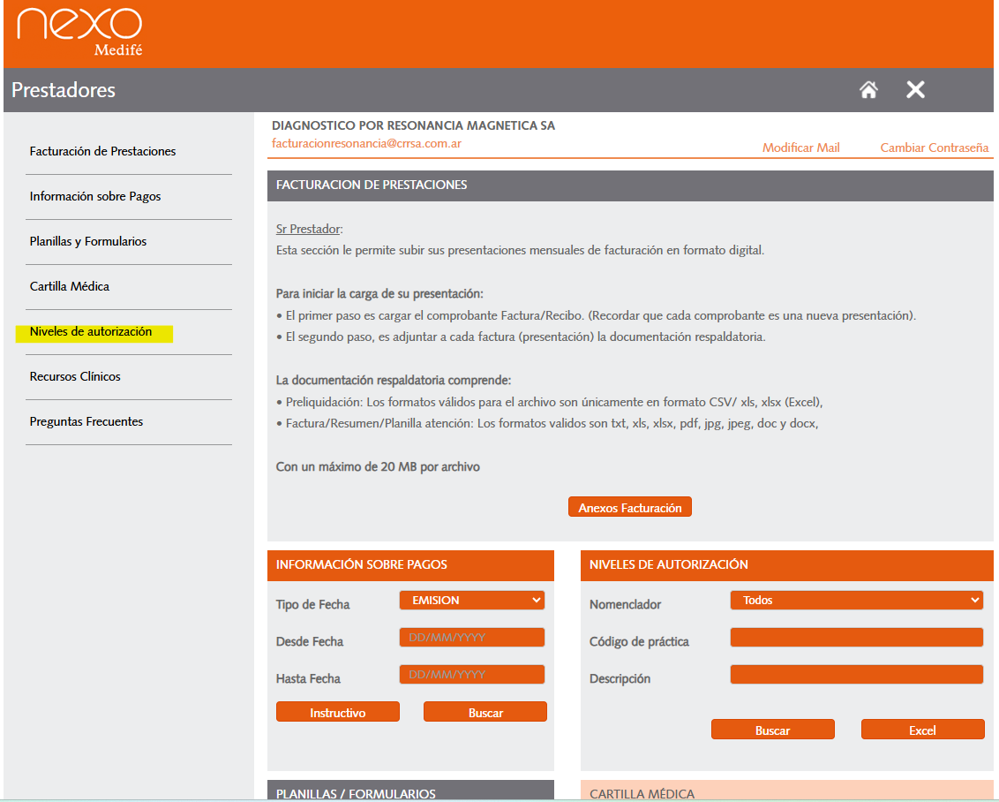 nexo
Medifé
Prestadores
Facturación de Prestaciones
Información sobre Pagos
Planillas y Formularios
Cartilla Médica
Niveles de autorización
Recursos Clínicos
Preguntas Frecuentes
DIAGNOSTICO POR RESONANCIA MAGNETICA SA
facturacionresonancia@crrsa.com.ar
Modificar Mail
Cambiar Contraseña
FACTURACION DE PRESTACIONES
Sr Prestador:
Esta sección le permite subir sus presentaciones mensuales de facturación en formato digital.
Para iniciar la carga de su presentación:
• El primer paso es cargar el comprobante Factura/Recibo. (Recordar que cada comprobante es una nueva presentación).
• El segundo paso, es adjuntar a cada factura (presentación) la documentación respaldatoria.
La documentación respaldatoria comprende:
• Preliquidación: Los formatos válidos para el archivo son únicamente en formato CSV/ xls, xlsx (Excel),
• Factura/Resumen/Planilla atención: Los formatos validos son txt, xls, xlsx, pdf, jpg, jpeg, doc y docx,
Con un máximo de 20 MB por archivo
Anexos Facturación
INFORMACIÓN SOBRE PAGOS
Tipo de Fecha
EMISION
Desde Fecha
DD/MM/YYYY
Hasta Fecha
DD/MM/YYYY
Instructivo
Buscar
NIVELES DE AUTORIZACIÓN
Nomenclador
Todos
Código de práctica
Descripción
Buscar
Excel
PLANILLAS / FORMULARIOS
CARTILLA MÉDICA